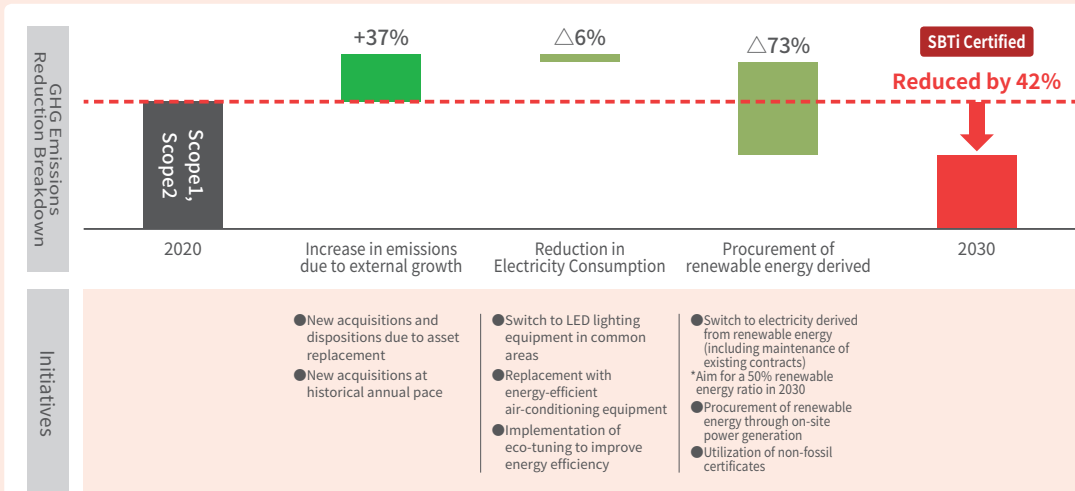 GHG Emissions
Reduction Breakdown
+37%
△6%
△73%
SBTi Certified
Reduced by 42%
Scope1,
Scope2
2020
Increase in emissions
due to external growth
Reduction in
Electricity Consumption
Procurement of
renewable energy derived
2030
Initiatives
●New acquisitions and
dispositions due to asset
replacement
●New acquisitions at
historical annual pace
●Switch to LED lighting
equipment in common
areas
●Replacement with
energy-efficient
air-conditioning equipment
●Implementation of
eco-tuning to improve
energy efficiency
●Switch to electricity derived
from renewable energy
(including maintenance of
existing contracts)
*Aim for a 50% renewable
energy ratio in 2030
●Procurement of renewable
energy through on-site
power generation
●Utilization of non-fossil
certificates